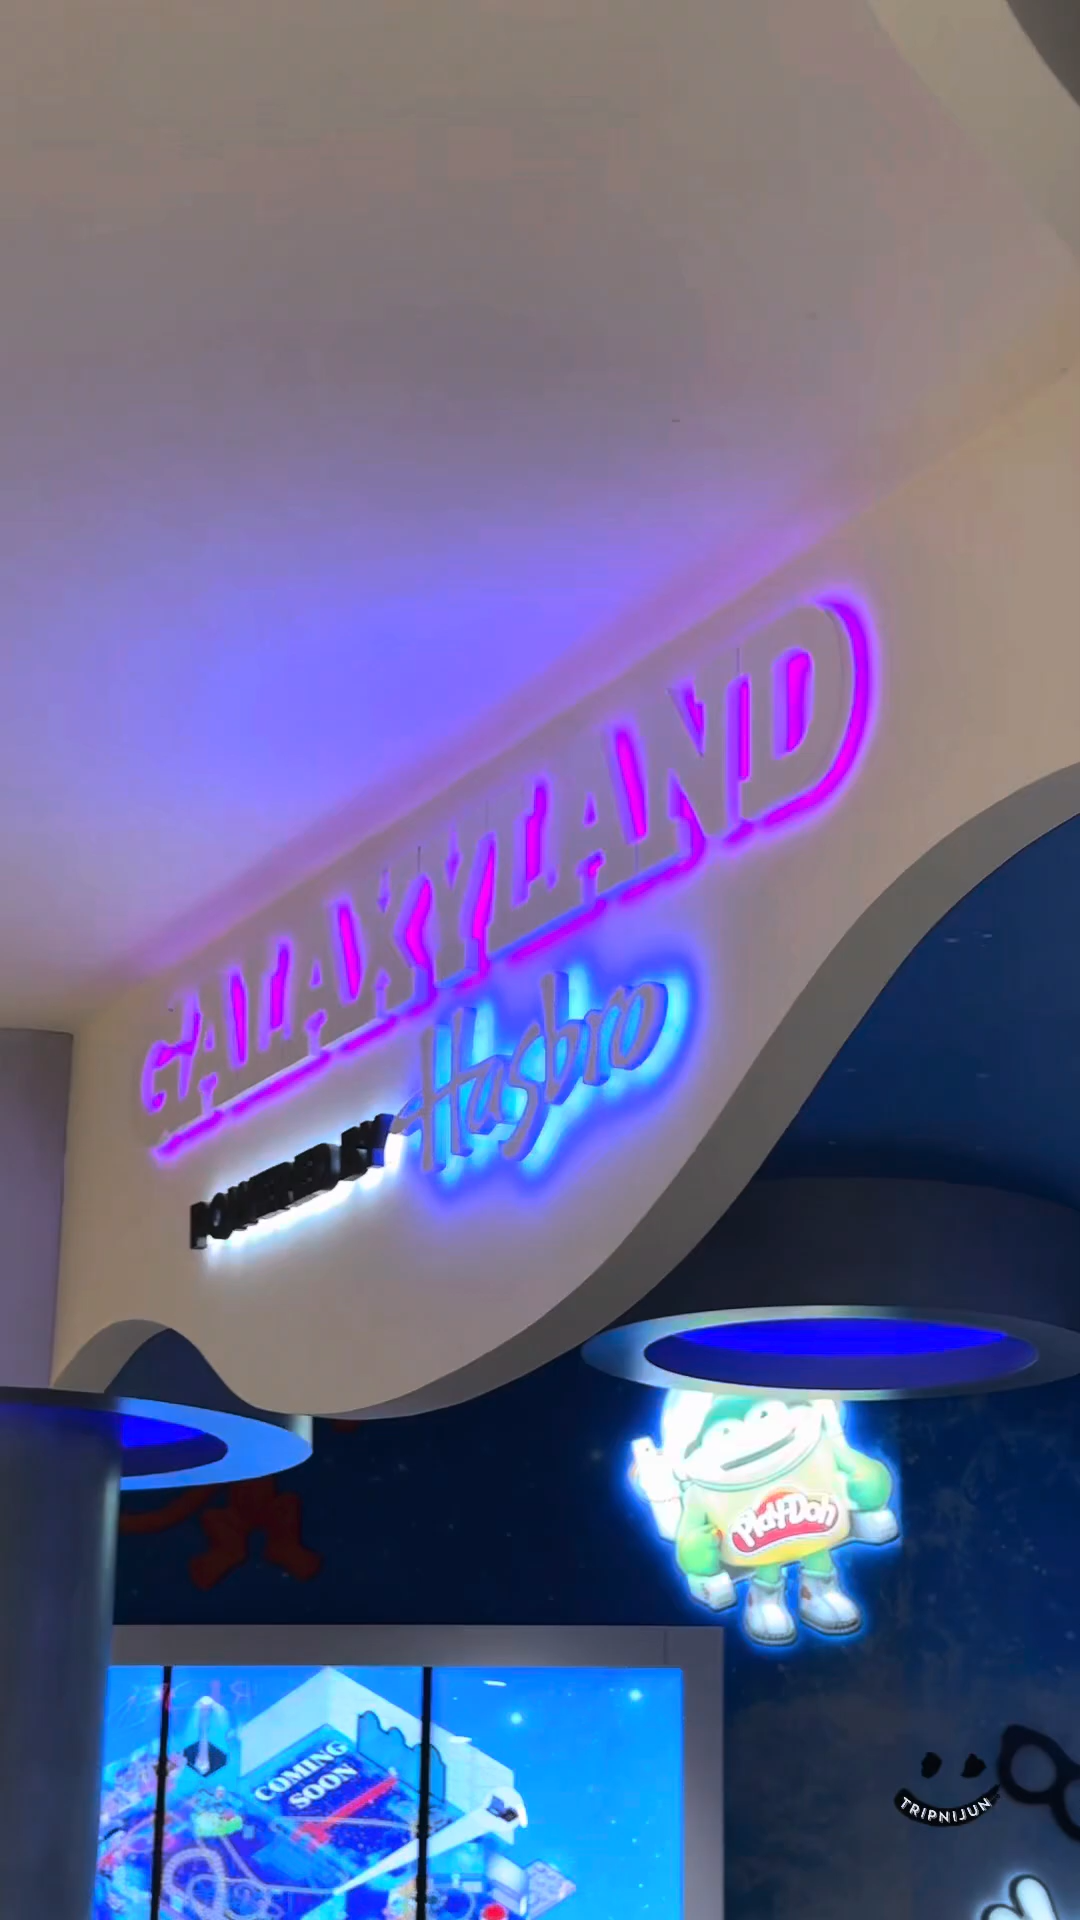 GALAXYLAND
POWERED BY Hasbro
Play-Doh
COMING
SOON
TRIPNIJUN